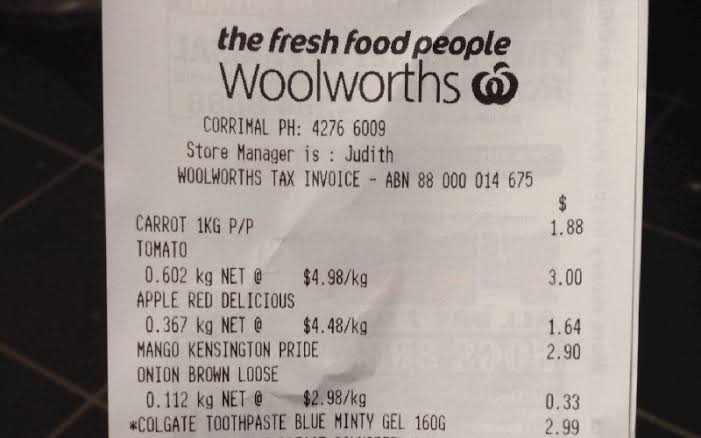 the fresh food people
Woolworths
CORRIMAL PH: 4276 6009
Store Manager is : Judith
WOOLWORTHS TAX INVOICE - ABN 88 000 014 675
$
CARROT 1KG P/P 1.88
TOMATO
0.602 kg NET @ $4.98/kg 3.00
APPLE RED DELICIOUS
0.367 kg NET @ $4.48/kg 1.64
MANGO KENSINGTON PRIDE 2.90
ONION BROWN LOOSE
0.112 kg NET @ $2.98/kg 0.33
*COLGATE TOOTHPASTE BLUE MINTY GEL 160G 2.99